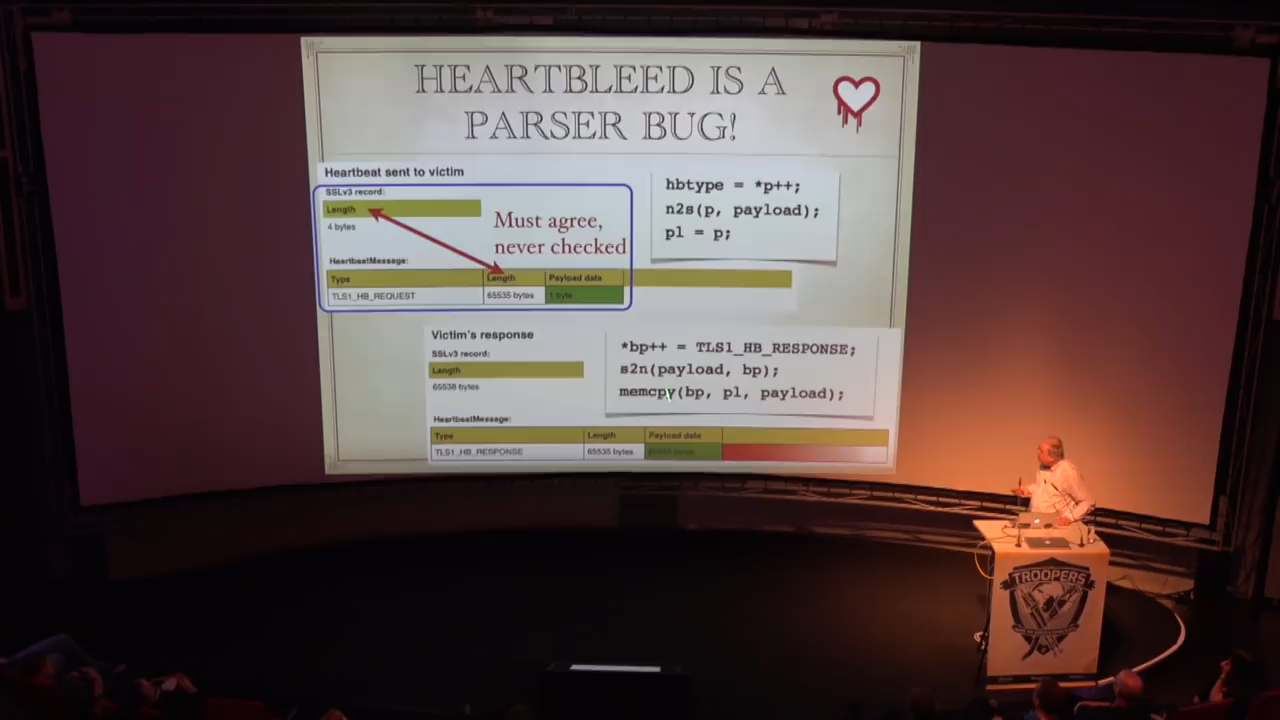 HEARTBLEED IS A
PARSER BUG!
Heartbeat sent to victim
SSLv3 record:
Length
4 bytes
Must agree,
never checked
HeartbeatMessage:
Type Length Payload data
TLS1_HB_REQUEST 65535 bytes 1 byte
hbtype = *p++;
n2s(p, payload);
pl = p;
Victim's response
SSLv3 record:
Length
65538 bytes
*bp++ = TLS1_HB_RESPONSE;
s2n(payload, bp);
memcpy(bp, pl, payload);
HeartbeatMessage:
Type Length Payload data
TLS1_HB_RESPONSE 65535 bytes
TROOPERS